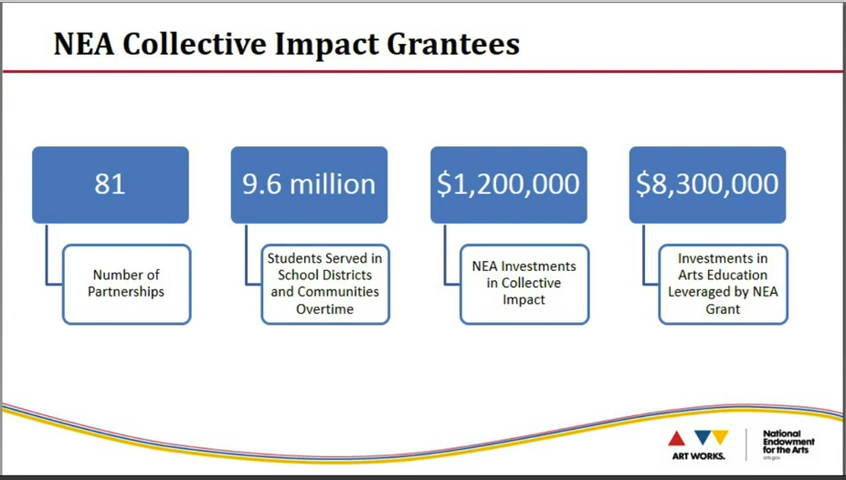 NEA Collective Impact Grantees
81
Number of
Partnerships
9.6 million
Students Served in
School Districts
and Communities
Overtime
$1,200,000
NEA Investments
in Collective
Impact
$8,300,000
Investments in
Arts Education
Leveraged by NEA
Grant
ART WORKS.
National
Endowment
for the Arts
arts.gov